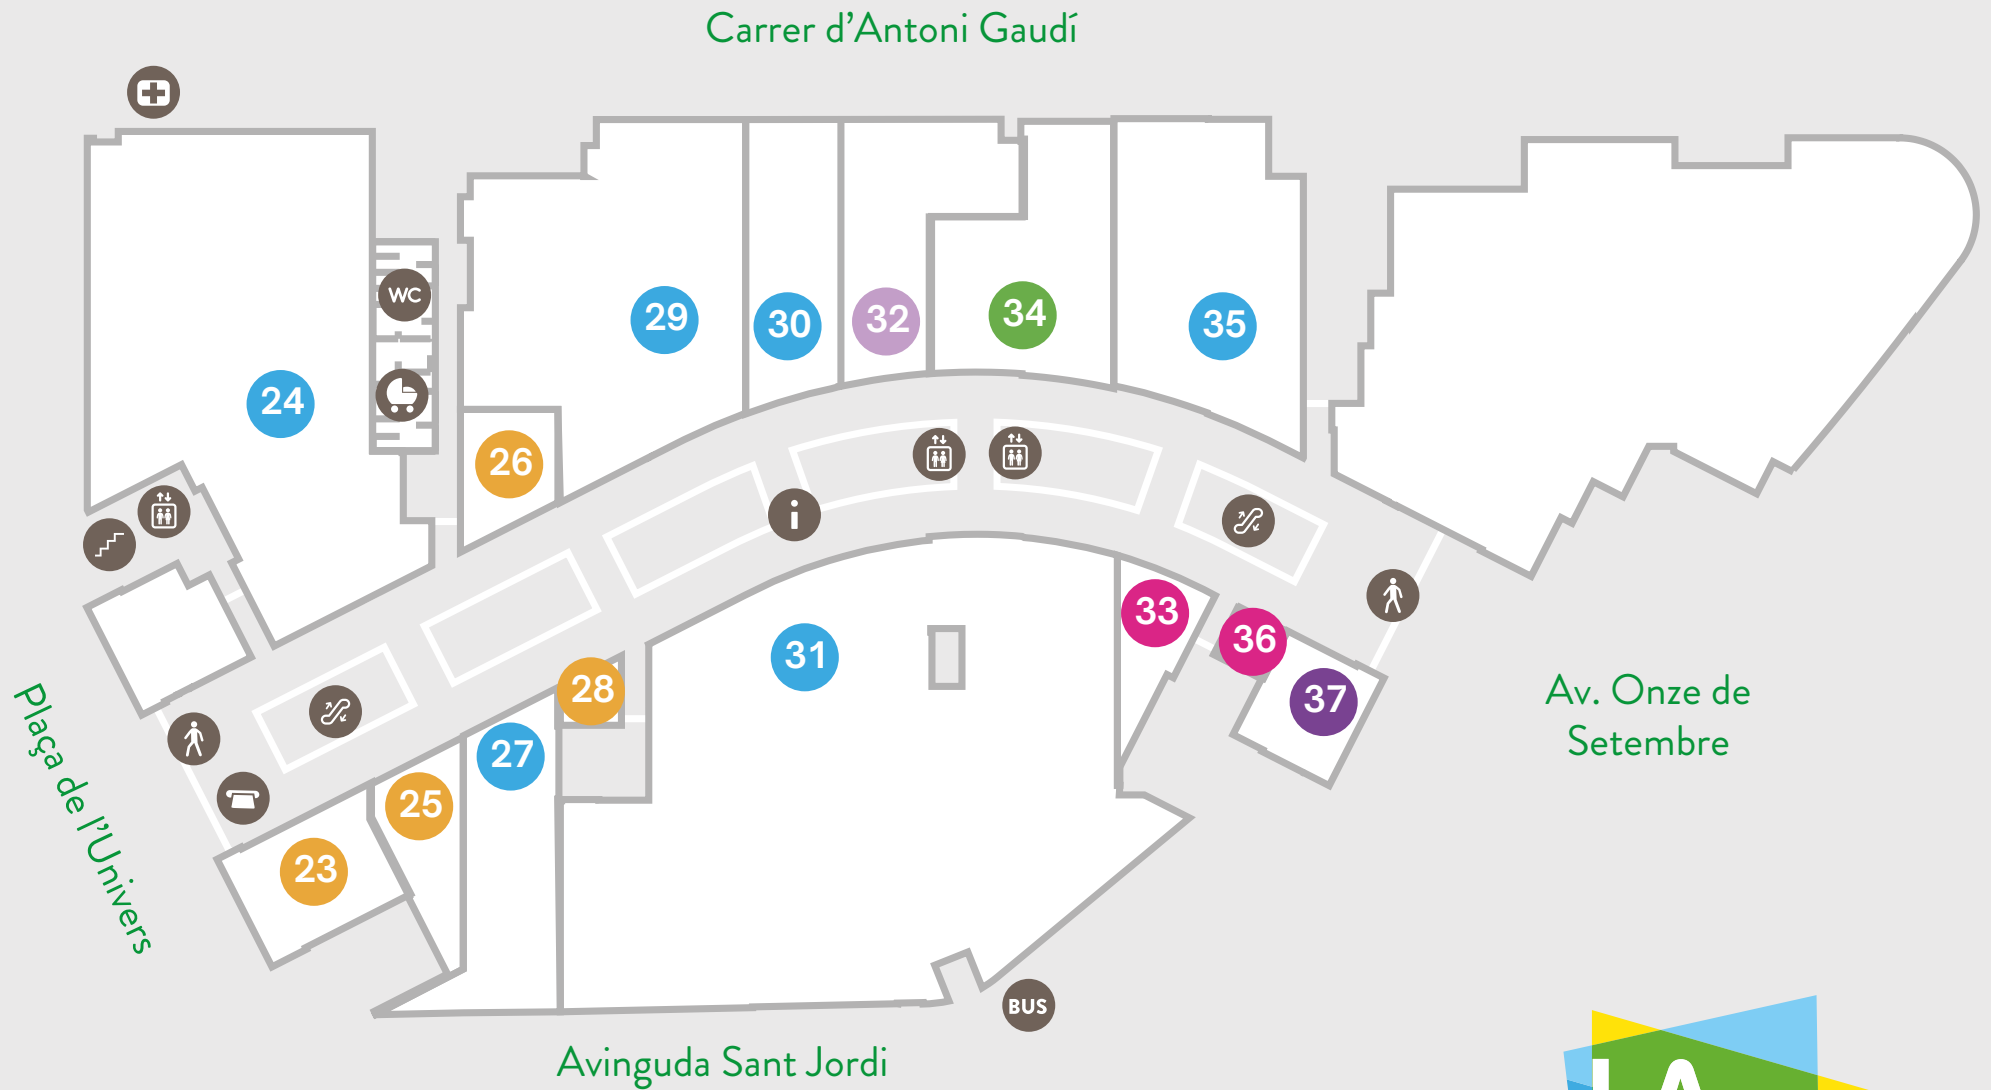 Carrer d'Antoni Gaudí
WC
29
30
32
34
35
24
26
i
33
36
31
28
37
27
25
23
Plaça de l'Univers
Av. Onze de
Setembre
BUS
Avinguda Sant Jordi
LA